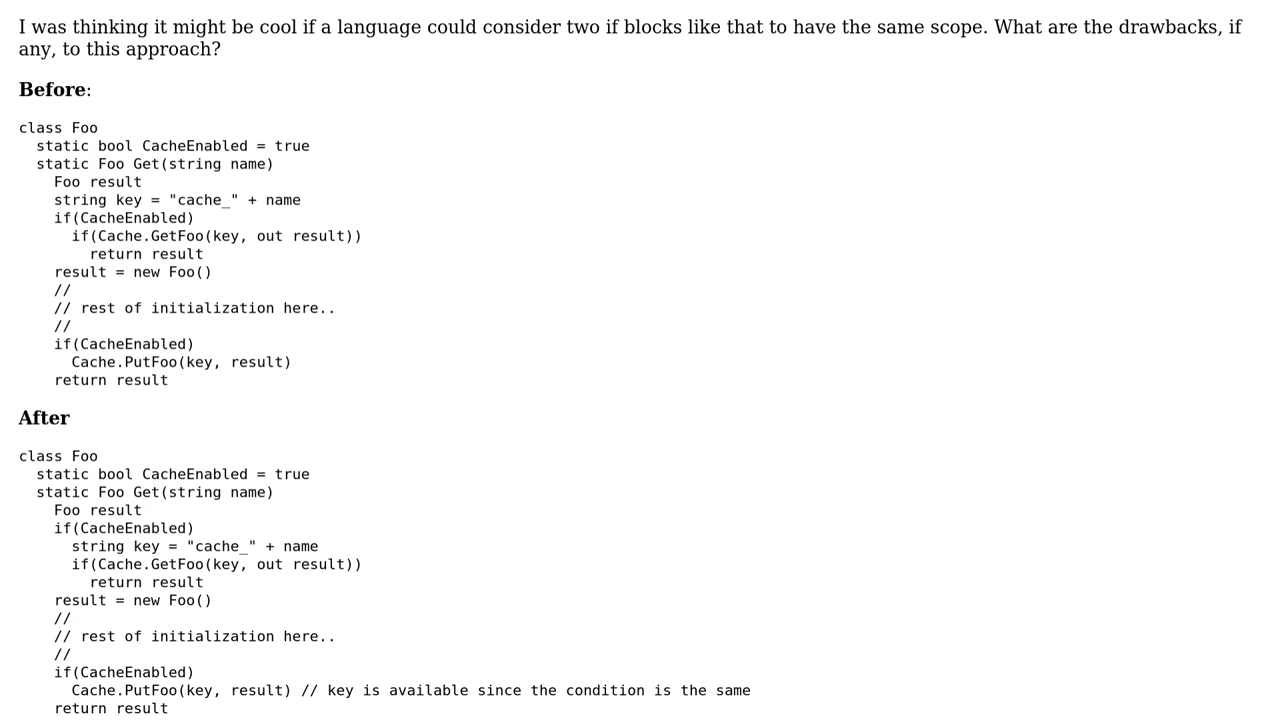 I was thinking it might be cool if a language could consider two if blocks like that to have the same scope. What are the drawbacks, if
any, to this approach?
Before:
class Foo
  static bool CacheEnabled = true
  static Foo Get(string name)
    Foo result
    string key = "cache_" + name
    if(CacheEnabled)
      if(Cache.GetFoo(key, out result))
        return result
    result = new Foo()
    //
    // rest of initialization here..
    //
    if(CacheEnabled)
      Cache.PutFoo(key, result)
    return result
After
class Foo
  static bool CacheEnabled = true
  static Foo Get(string name)
    Foo result
    if(CacheEnabled)
      string key = "cache_" + name
      if(Cache.GetFoo(key, out result))
        return result
    result = new Foo()
    //
    // rest of initialization here..
    //
    if(CacheEnabled)
      Cache.PutFoo(key, result) // key is available since the condition is the same
    return result